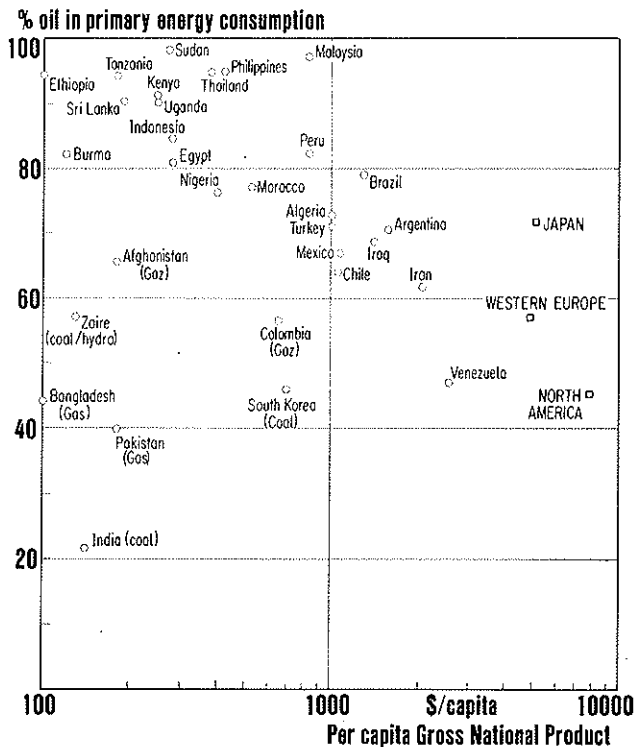 % oil in primary energy consumption
100
Sudan
Malaysia
Tonzonia
Philippines
Ethiopio
Kenya
Thailand
Sri Lanka
Uganda
Indonesia
Peru
Burma
Egypt
80
Nigeria
Morocco
Brazil
Algeria
Argentina
JAPAN
Turkey
Mexico
Iraq
Afghanistan
(Gaz)
Chile
Iron
60
WESTERN EUROPE
Zaire
(coal/hydro)
Colombia
(Gaz)
Venezuela
Bangladesh
(Gas)
South Korea
(Coal)
NORTH
AMERICA
40
Pakistan
(Gas)
India (coal)
20
100
1000
$/capita
10000
Per capita Gross National Product